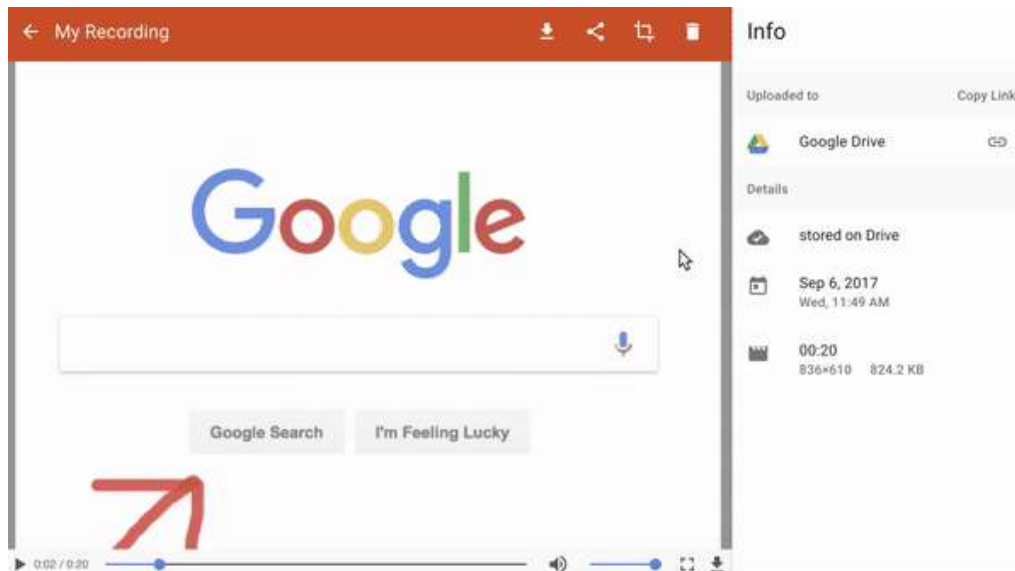 My Recording
Info
Uploaded to
Copy Link
Google Drive
Details
stored on Drive
Sep 6, 2017
Wed, 11:49 AM
00:20
836×610 824.2 KB
Google
Google Search
I'm Feeling Lucky
0:02 / 0:20